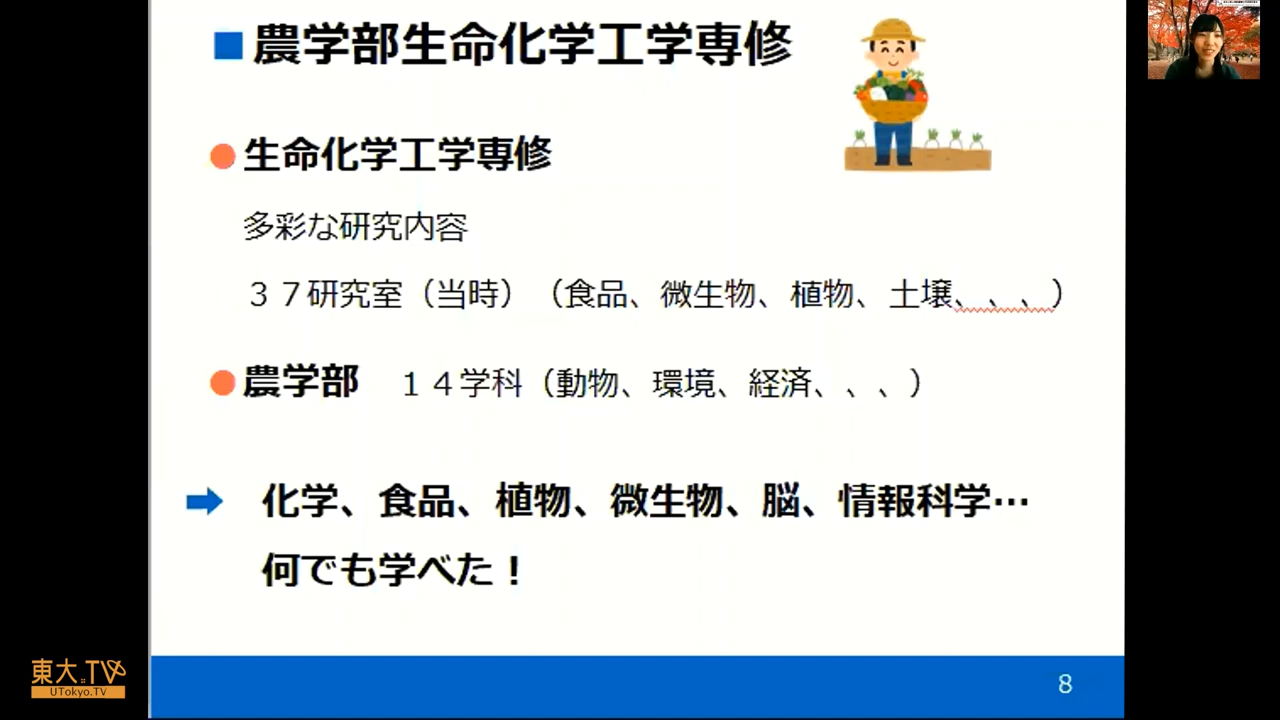 農学部生命化学工学専修
生命化学工学専修
多彩な研究内容
３７研究室（当時）（食品、微生物、植物、土壌、、、）
農学部　１４学科（動物、環境、経済、、、）
化学、食品、植物、微生物、脳、情報科学…
何でも学べた！
8
東大.TV
UTokyo.TV